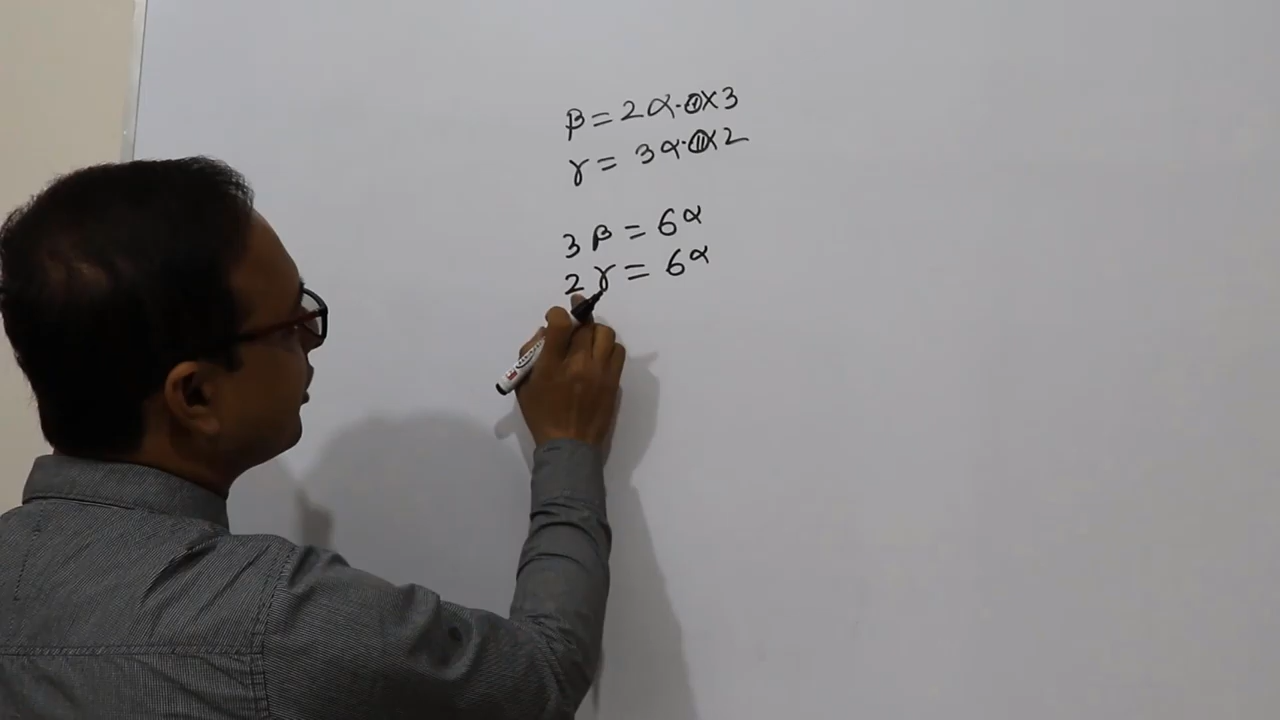 β = 2α. Ⓘ × 3
γ = 3α. Ⓘⓘ × 2
3β = 6α
2γ = 6α